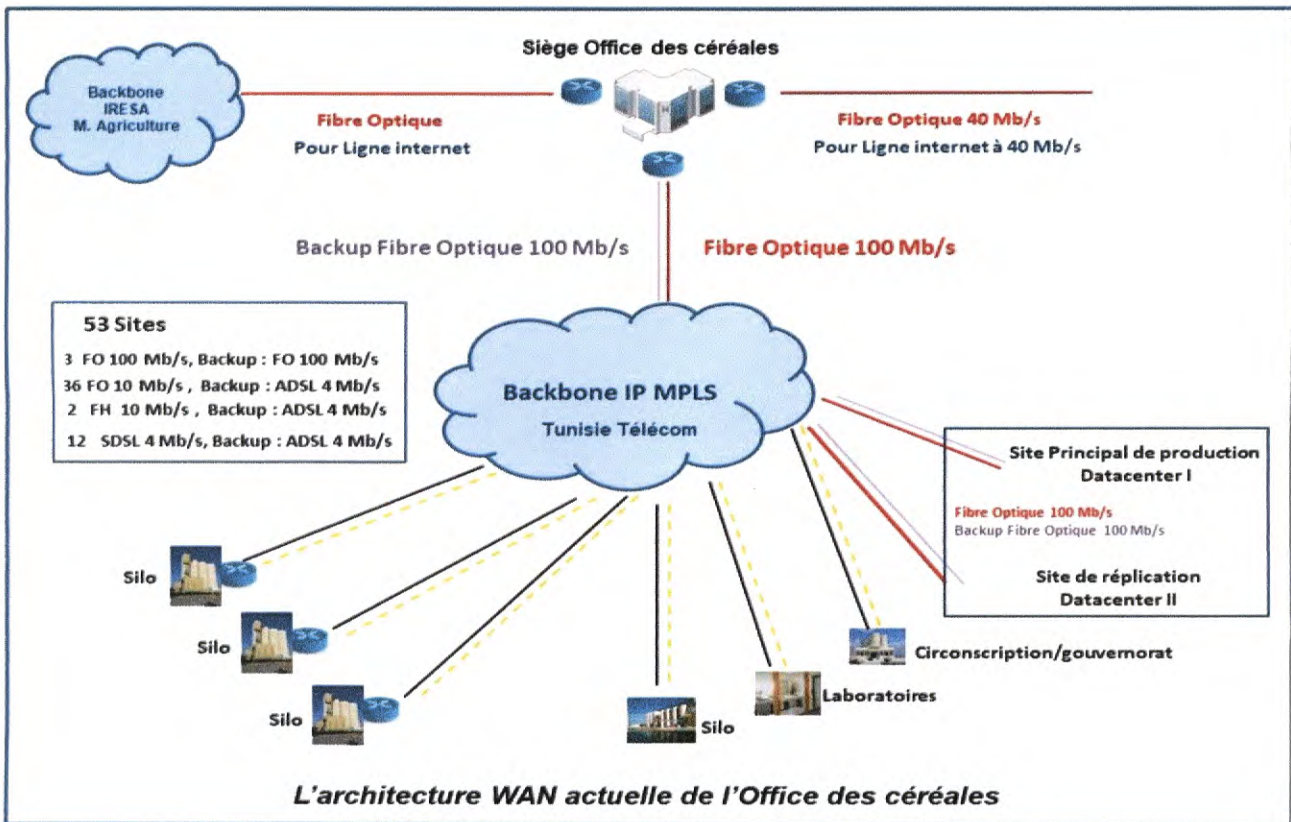 Siège Office des céréales
Backbone
IRESA
M. Agriculture
Fibre Optique
Pour Ligne internet
Fibre Optique 40 Mb/s
Pour Ligne internet à 40 Mb/s
Backup Fibre Optique 100 Mb/s
Fibre Optique 100 Mb/s
53 Sites
3 FO 100 Mb/s, Backup : FO 100 Mb/s
36 FO 10 Mb/s , Backup : ADSL 4 Mb/s
2 FH 10 Mb/s , Backup : ADSL 4 Mb/s
12 SDSL 4 Mb/s, Backup : ADSL 4 Mb/s
Backbone IP MPLS
Tunisie Télécom
Site Principal de production
Datacenter I
Fibre Optique 100 Mb/s
Backup Fibre Optique 100 Mb/s
Site de réplication
Datacenter II
Silo
Silo
Silo
Silo
Laboratoires
Circonscription/gouvernorat
L'architecture WAN actuelle de l'Office des céréales